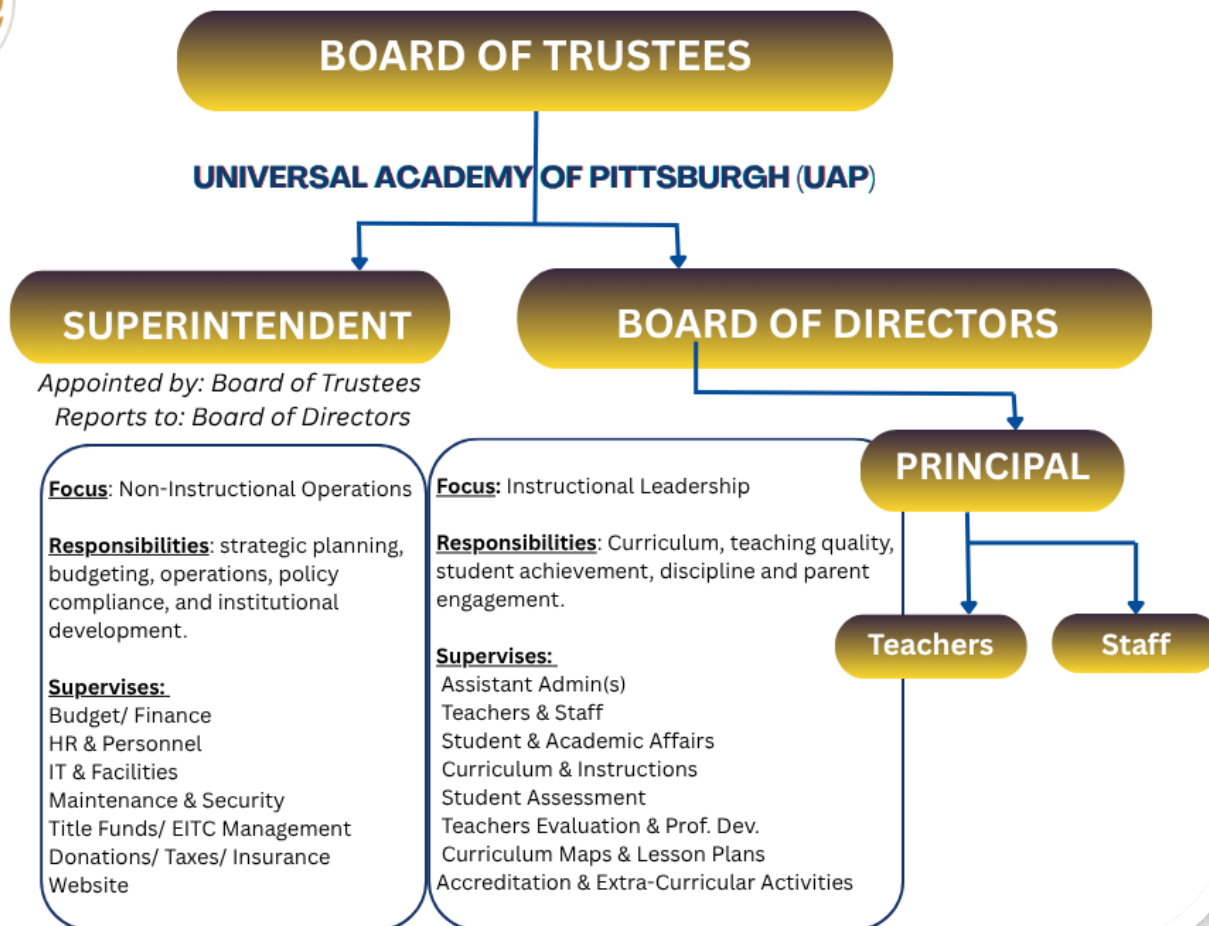 BOARD OF TRUSTEES
UNIVERSAL ACADEMY OF PITTSBURGH (UAP)
SUPERINTENDENT
Appointed by: Board of Trustees
Reports to: Board of Directors
Focus: Non-Instructional Operations
Responsibilities: strategic planning,
budgeting, operations, policy
compliance, and institutional
development.
Supervises:
Budget/ Finance
HR & Personnel
IT & Facilities
Maintenance & Security
Title Funds/ EITC Management
Donations/ Taxes/ Insurance
Website
BOARD OF DIRECTORS
PRINCIPAL
Focus: Instructional Leadership
Responsibilities: Curriculum, teaching quality,
student achievement, discipline and parent
engagement.
Supervises:
Assistant Admin(s)
Teachers & Staff
Student & Academic Affairs
Curriculum & Instructions
Student Assessment
Teachers Evaluation & Prof. Dev.
Curriculum Maps & Lesson Plans
Accreditation & Extra-Curricular Activities
Teachers
Staff